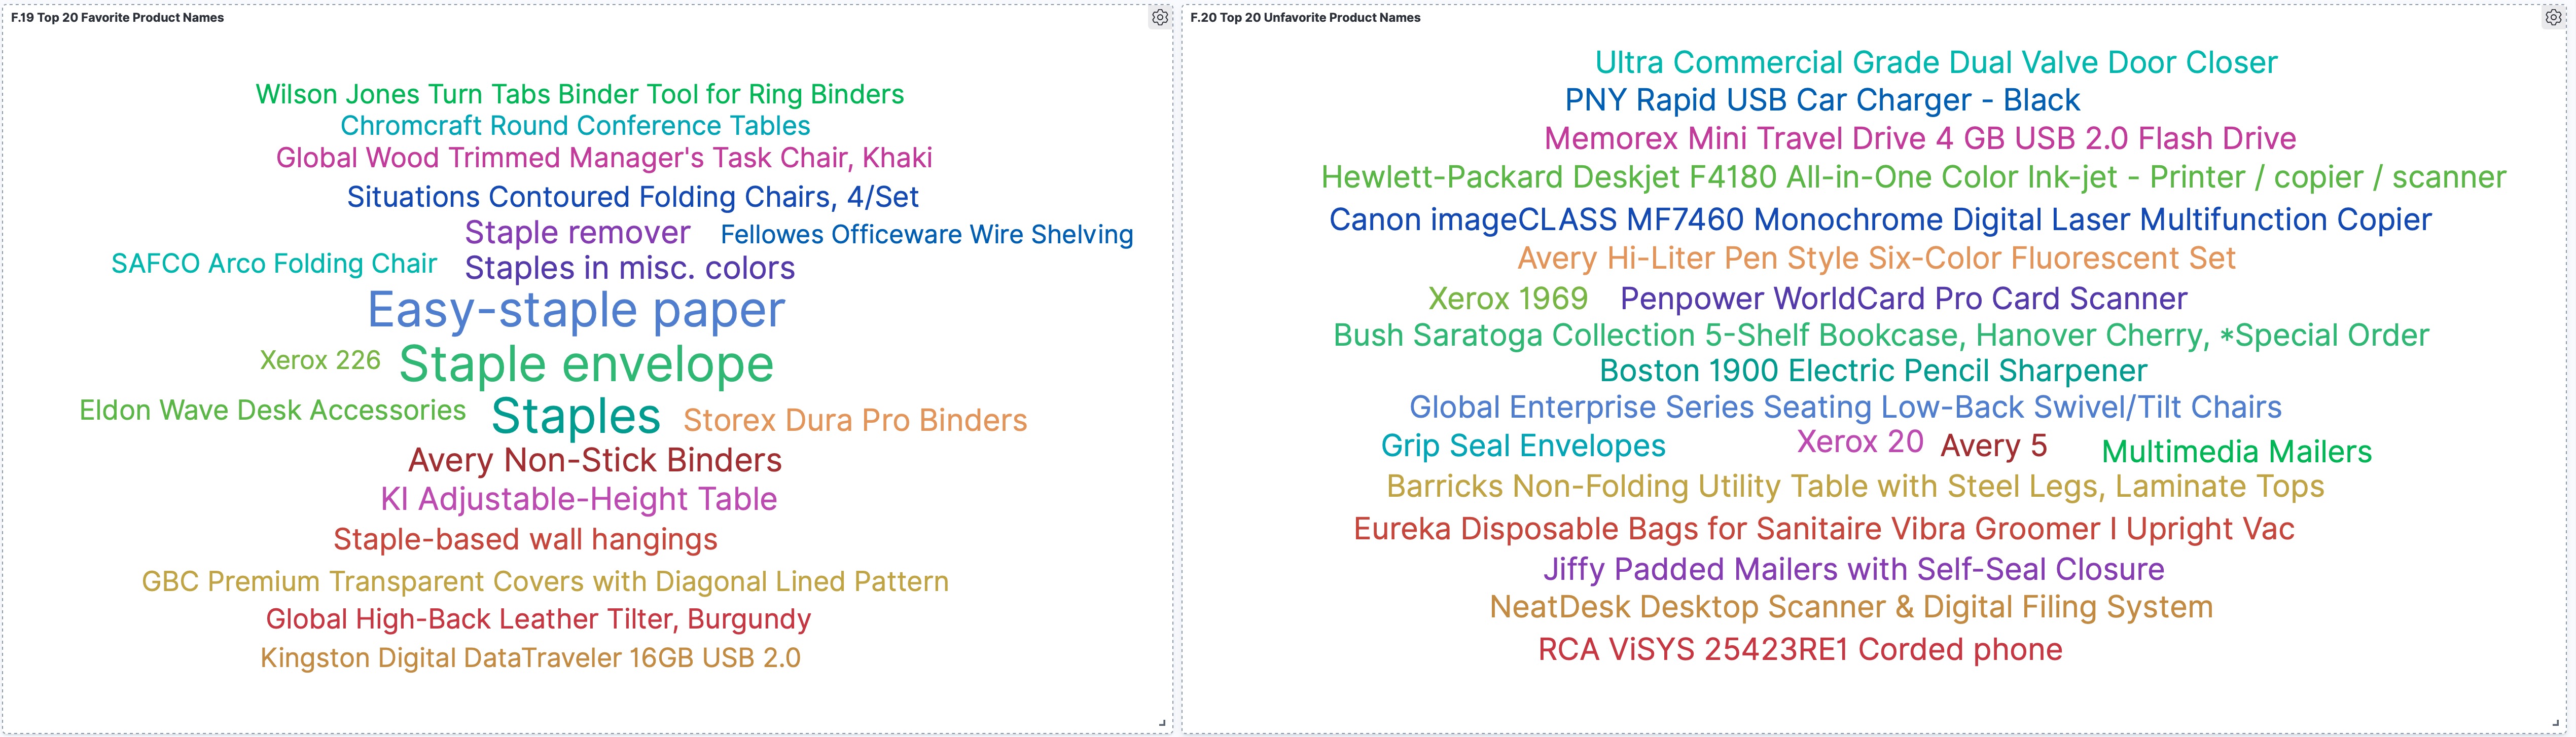 F.19 Top 20 Favorite Product Names
Wilson Jones Turn Tabs Binder Tool for Ring Binders
Chromcraft Round Conference Tables
Global Wood Trimmed Manager's Task Chair, Khaki
Situations Contoured Folding Chairs, 4/Set
Staple remover
Fellowes Officeware Wire Shelving
SAFCO Arco Folding Chair
Staples in misc. colors
Easy-staple paper
Xerox 226
Staple envelope
Eldon Wave Desk Accessories
Staples
Storex Dura Pro Binders
Avery Non-Stick Binders
KI Adjustable-Height Table
Staple-based wall hangings
GBC Premium Transparent Covers with Diagonal Lined Pattern
Global High-Back Leather Tilter, Burgundy
Kingston Digital DataTraveler 16GB USB 2.0
F.20 Top 20 Unfavorite Product Names
Ultra Commercial Grade Dual Valve Door Closer
PNY Rapid USB Car Charger - Black
Memorex Mini Travel Drive 4 GB USB 2.0 Flash Drive
Hewlett-Packard Deskjet F4180 All-in-One Color Ink-jet - Printer / copier / scanner
Canon imageCLASS MF7460 Monochrome Digital Laser Multifunction Copier
Avery Hi-Liter Pen Style Six-Color Fluorescent Set
Xerox 1969
Penpower WorldCard Pro Card Scanner
Bush Saratoga Collection 5-Shelf Bookcase, Hanover Cherry, *Special Order
Boston 1900 Electric Pencil Sharpener
Global Enterprise Series Seating Low-Back Swivel/Tilt Chairs
Grip Seal Envelopes
Xerox 20
Avery 5
Multimedia Mailers
Barricks Non-Folding Utility Table with Steel Legs, Laminate Tops
Eureka Disposable Bags for Sanitaire Vibra Groomer I Upright Vac
Jiffy Padded Mailers with Self-Seal Closure
NeatDesk Desktop Scanner & Digital Filing System
RCA ViSYS 25423RE1 Corded phone